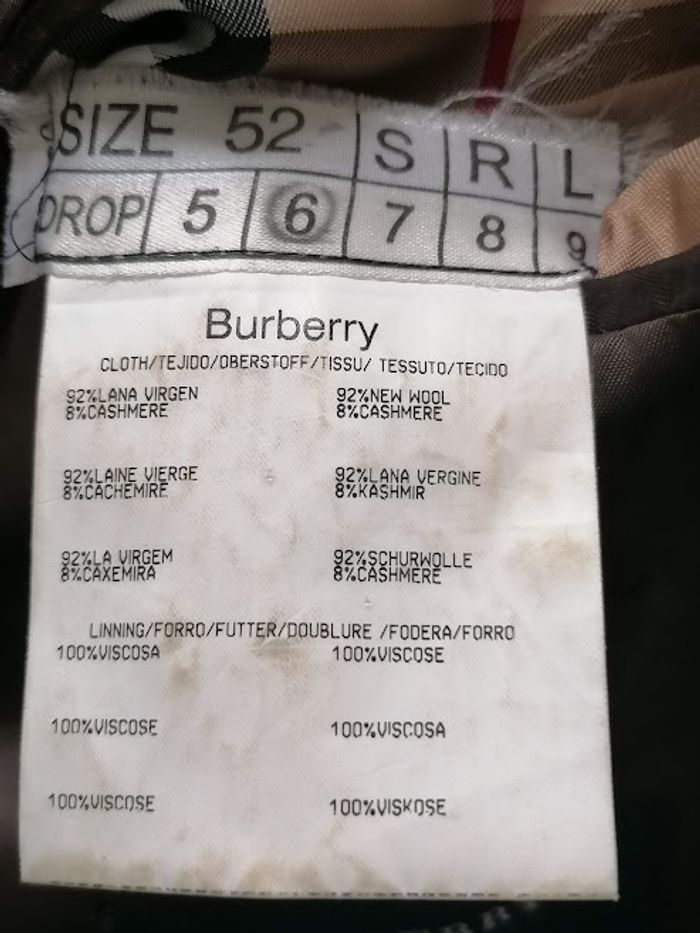 SIZE 52 S R L
DROP 5 6 7 8 9
Burberry
CLOTH/TEJIDO/OBERSTOFF/TISSU/ TESSUTO/TECIDO
92%LANA VIRGEN 92%NEW WOOL
8%CASHMERE 8%CASHMERE
92%LAINE VIERGE 92%LANA VERGINE
8%CACHEMIRE 8%KASHMIR
92%LA VIRGEM 92%SCHURWOLLE
8%CAXEMIRA 8%CASHMERE
LINNING/FORRO/FUTTER/DOUBLURE /FODERA/FORRO
100%VISCOSA 100%VISCOSE
100%VISCOSE 100%VISCOSA
100%VISCOSE 100%VISKOSE